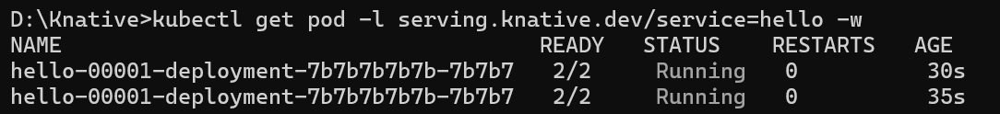 D:\Knative>kubectl get pod -l serving.knative.dev/service=hello -w
NAME READY STATUS RESTARTS AGE
hello-00001-deployment-7b7b7b7b7b-7b7b7 2/2 Running 0 30s
hello-00001-deployment-7b7b7b7b7b-7b7b7 2/2 Running 0 35s